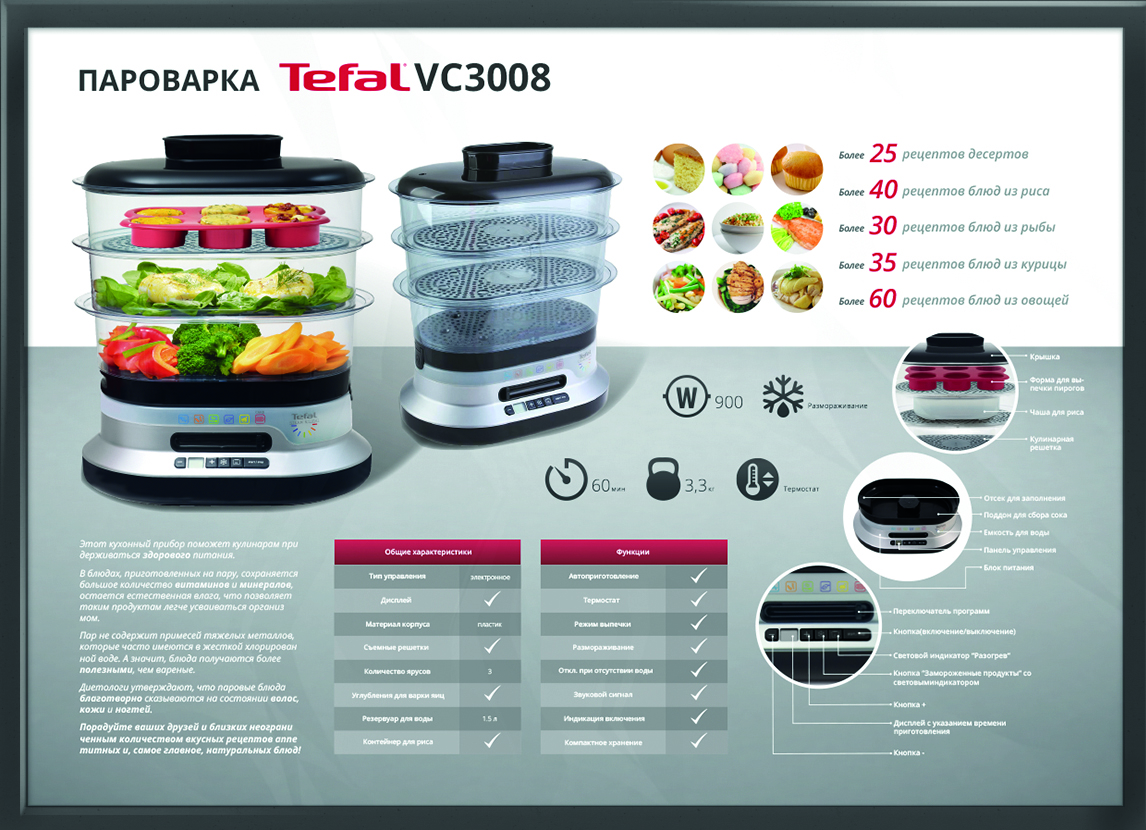 ПАРОВАРКА Tefal VC3008
Более 25 рецептов десертов
Более 40 рецептов блюд из риса
Более 30 рецептов блюд из рыбы
Более 35 рецептов блюд из курицы
Более 60 рецептов блюд из овощей
Tefal
W 900
Размораживание
60 мин
3,3 кг
Термостат
Крышка
Форма для вы-
печки пирогов
Чаша для риса
Кулинарная
решетка
Отсек для заполнения
Поддон для сбора сока
Емкость для воды
Панель управления
Блок питания
Переключатель программ
Кнопка(включение/выключение)
Световой индикатор "Разогрев"
Кнопка "Замороженные продукты" со
световыминдикатором
Кнопка +
Дисплей с указанием времени
приготовления
Кнопка -
Этот кухонный прибор поможет кулинарам при
держиваться здорового питания.
В блюдах, приготовленных на пару, сохраняется
большое количество витаминов и минералов,
остается естественная влага, что позволяет
таким продуктам легче усваиваться организ
мом.
Пар не содержит примесей тяжелых металлов,
которые часто имеются в жесткой хлорирован
ной воде. А значит, блюда получаются более
полезными, чем вареные.
Диетологи утверждают, что паровые блюда
благотворно сказываются на состоянии волос,
кожи и ногтей.
Порадуйте ваших друзей и близких неограни
ченным количеством вкусных рецептов аппе
титных и, самое главное, натуральных блюд!
Общие характеристики
Тип управления электронное
Дисплей
Материал корпуса пластик
Съемные решетки
Количество ярусов 3
Углубления для варки яиц
Резервуар для воды 1.5 л
Контейнер для риса
Функции
Автоприготовление
Термостат
Режим выпечки
Размораживание
Откл. при отсутствии воды
Звуковой сигнал
Индикация включения
Компактное хранение